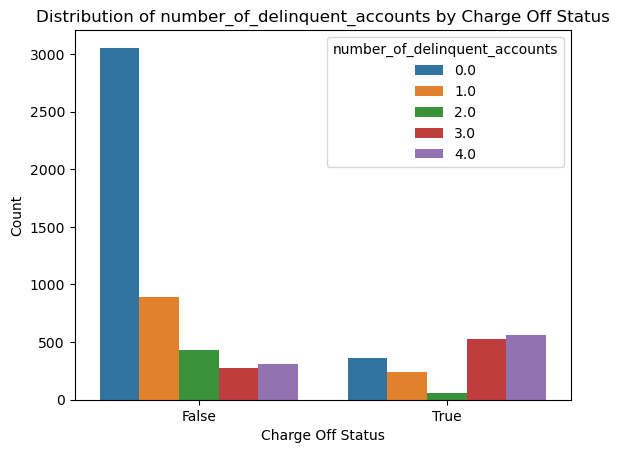 Distribution of number_of_delinquent_accounts by Charge Off Status
number_of_delinquent_accounts
0.0
1.0
2.0
3.0
4.0
Count
3000
2500
2000
1500
1000
500
0
False
True
Charge Off Status